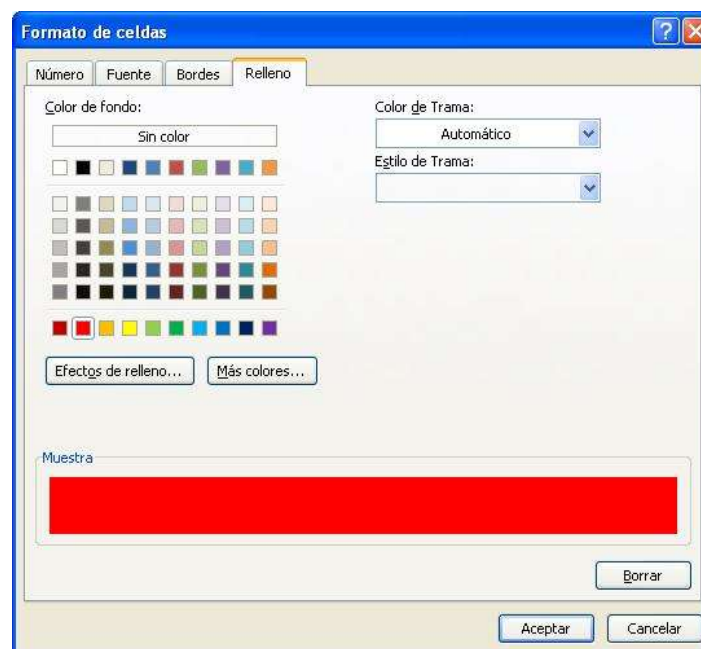 Formato de celdas
Número Fuente Bordes Relleno
Color de fondo:
Sin color
Color de Trama:
Automático
Estilo de Trama:
Efectos de relleno... Más colores...
Muestra
Borrar
Aceptar Cancelar